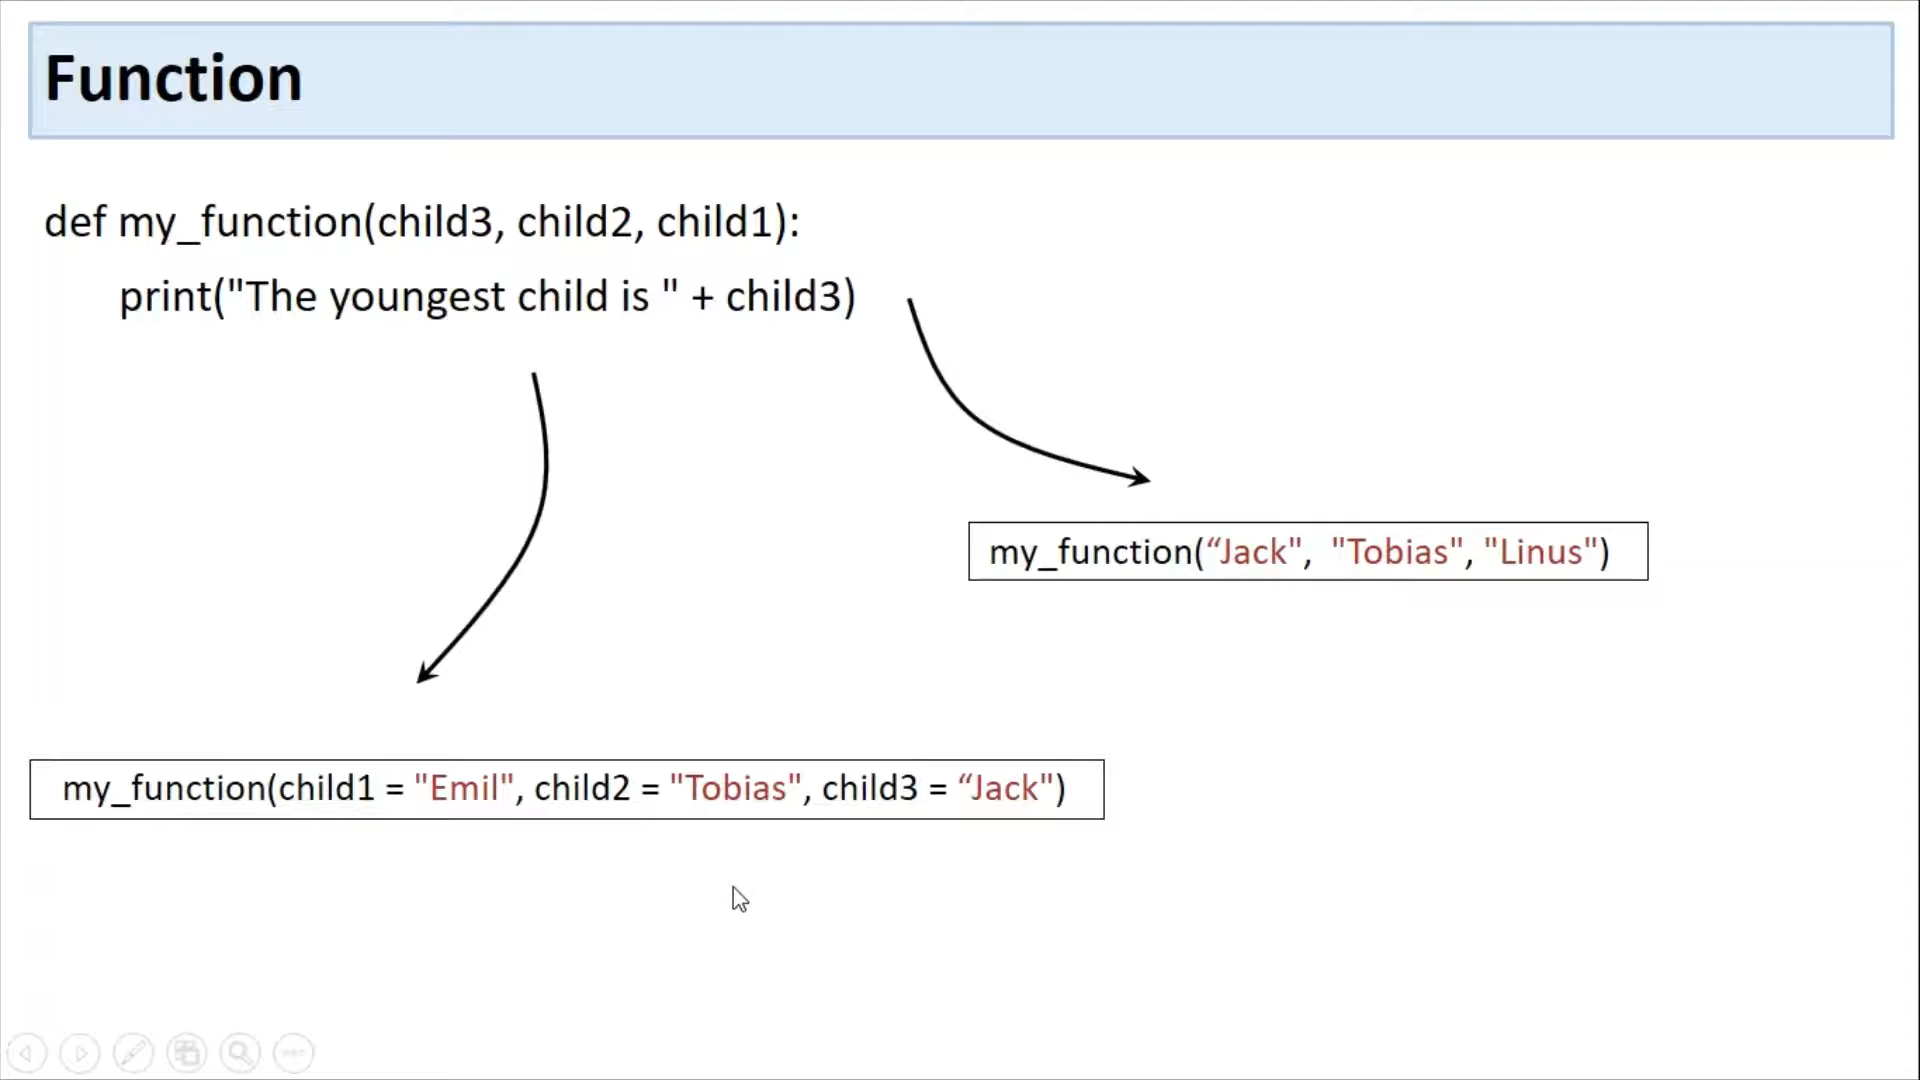 Function
def my_function(child3, child2, child1):
print("The youngest child is " + child3)
my_function(“Jack", "Tobias", "Linus")
my_function(child1 = "Emil", child2 = "Tobias", child3 = “Jack")